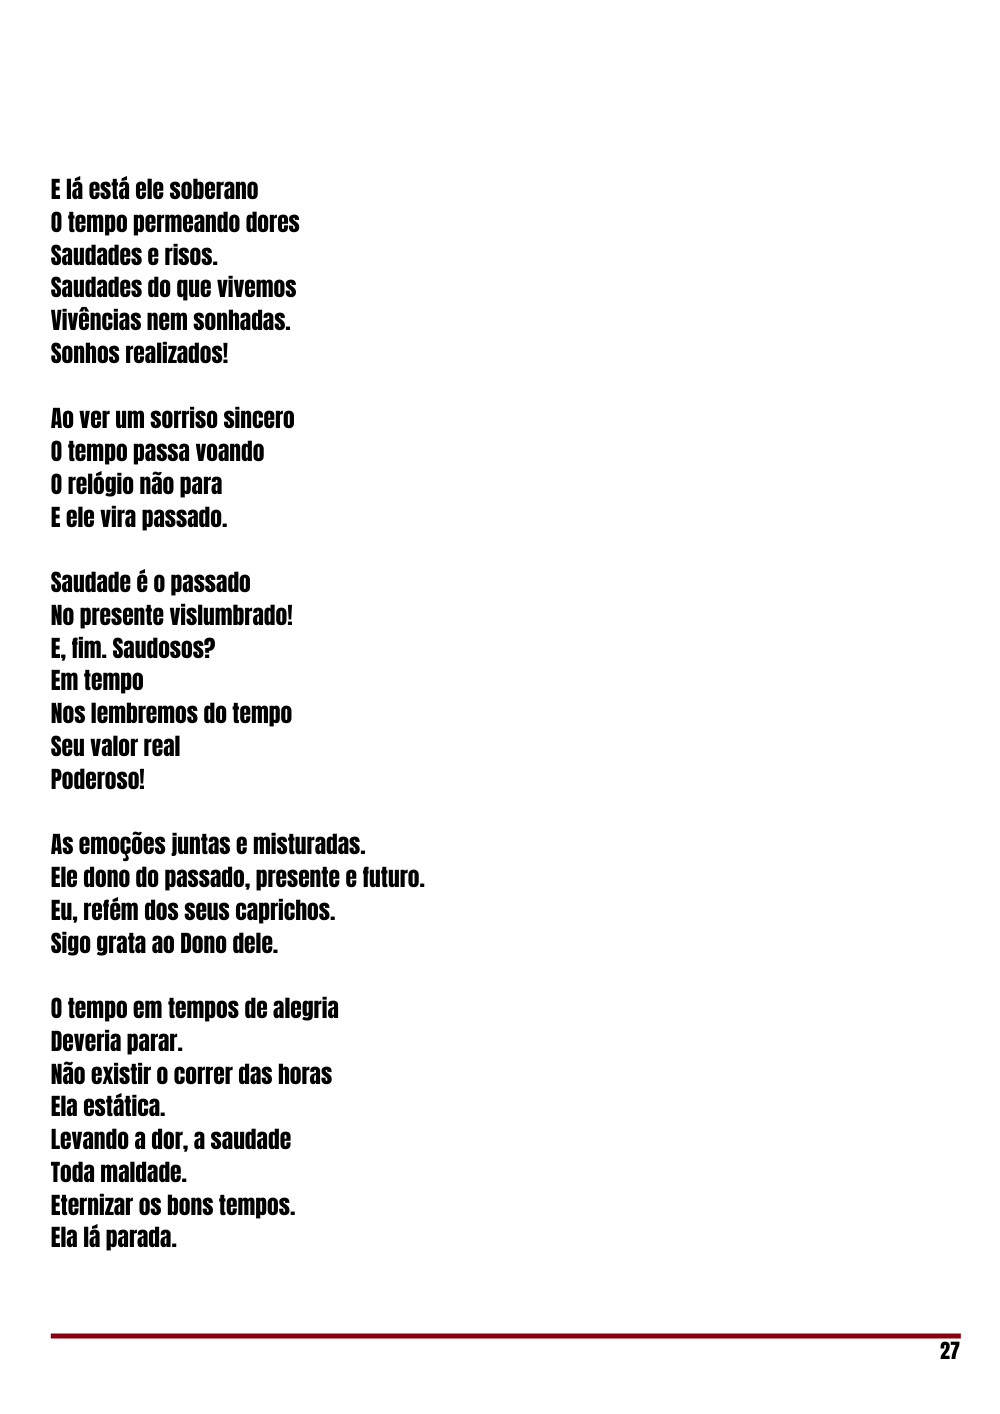 E lá está ele soberano
O tempo permeando dores
Saudades e risos.
Saudades do que vivemos
Vivências nem sonhadas.
Sonhos realizados!
Ao ver um sorriso sincero
O tempo passa voando
O relógio não para
E ele vira passado.
Saudade é o passado
No presente vislumbrado!
E, fim. Saudosos?
Em tempo
Nos lembremos do tempo
Seu valor real
Poderoso!
As emoções juntas e misturadas.
Ele dono do passado, presente e futuro.
Eu, refém dos seus caprichos.
Sigo grata ao Dono dele.
O tempo em tempos de alegria
Deveria parar.
Não existir o correr das horas
Ela estática.
Levando a dor, a saudade
Toda maldade.
Eternizar os bons tempos.
Ela lá parada.
27